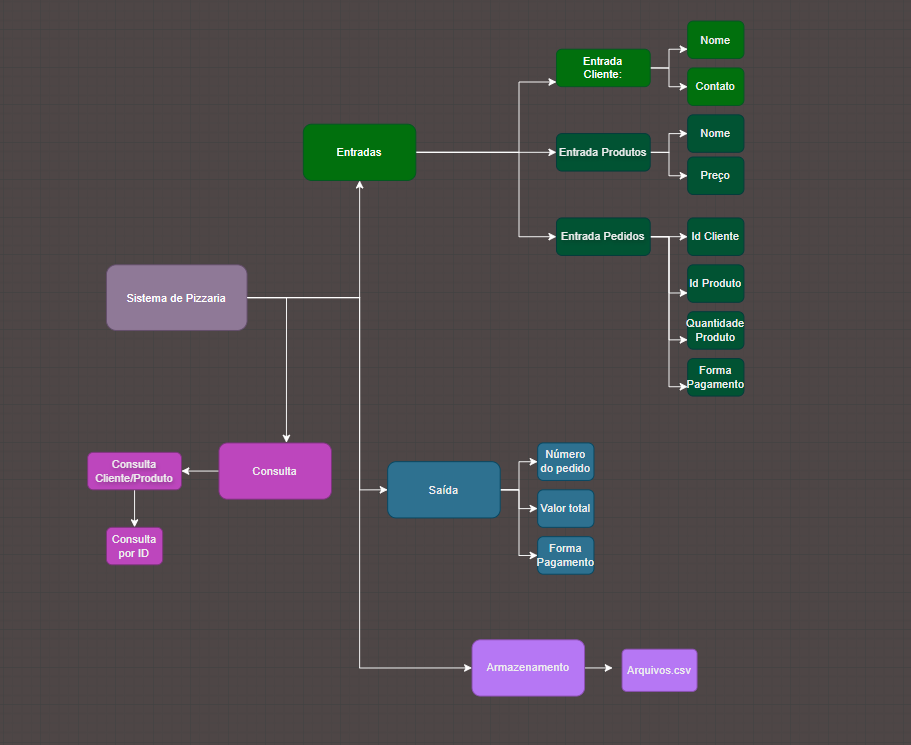 Nome
Entrada
Cliente:
Contato
Nome
Entradas
Entrada Produtos
Preço
Entrada Pedidos
Id Cliente
Id Produto
Sistema de Pizzaria
Quantidade
Produto
Forma
Pagamento
Consulta
Cliente/Produto
Consulta
Número
do pedido
Saída
Valor total
Consulta
por ID
Forma
Pagamento
Armazenamento
Arquivos.csv